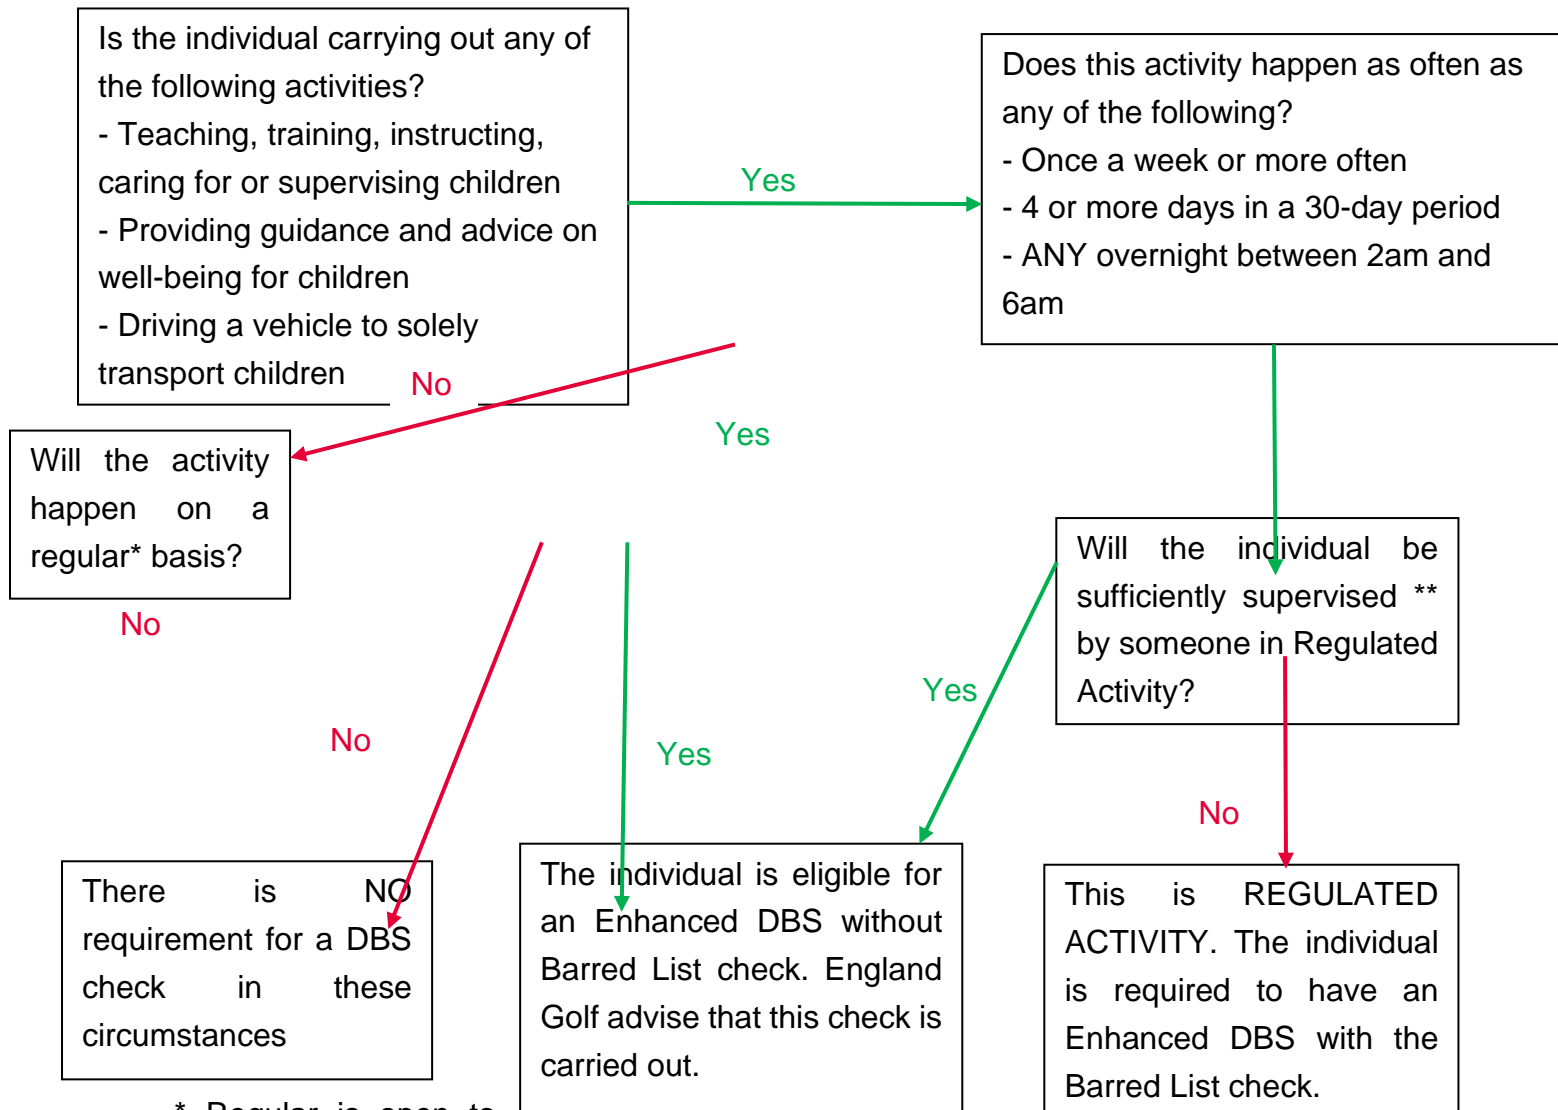 Is the individual carrying out any of
the following activities?
- Teaching, training, instructing,
caring for or supervising children
- Providing guidance and advice on
well-being for children
- Driving a vehicle to solely
transport children
Yes
Does this activity happen as often as
any of the following?
- Once a week or more often
- 4 or more days in a 30-day period
- ANY overnight between 2am and
6am
No
Yes
Will the activity
happen on a
regular* basis?
No
Will the individual be
sufficiently supervised **
by someone in Regulated
Activity?
Yes
No
Yes
No
There is NO
requirement for a DBS
check in these
circumstances
The individual is eligible for
an Enhanced DBS without
Barred List check. England
Golf advise that this check is
carried out.
This is REGULATED
ACTIVITY. The individual
is required to have an
Enhanced DBS with the
Barred List check.
* Regular is open to